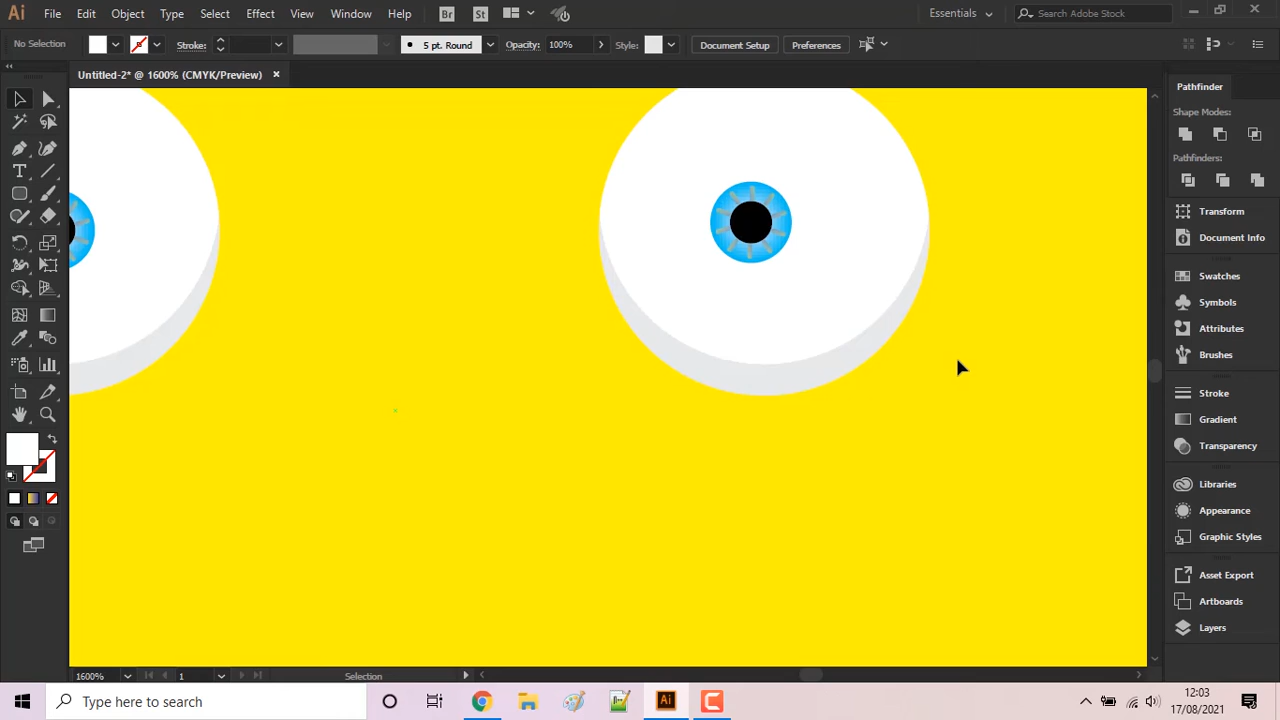 Ai File Edit Object Type Select Effect View Window Help Br St Essentials Search Adobe Stock
No Selection Stroke: 5 pt. Round Opacity: 100% Style: Document Setup Preferences
Untitled-2* @ 1600% (CMYK/Preview)
Pathfinder
Shape Modes:
Pathfinders:
Transform
Document Info
Swatches
Symbols
Attributes
Brushes
Stroke
Gradient
Transparency
Libraries
Appearance
Graphic Styles
Asset Export
Artboards
Layers
1600% 1 Selection
Type here to search
Ai
12:03
17/08/2021